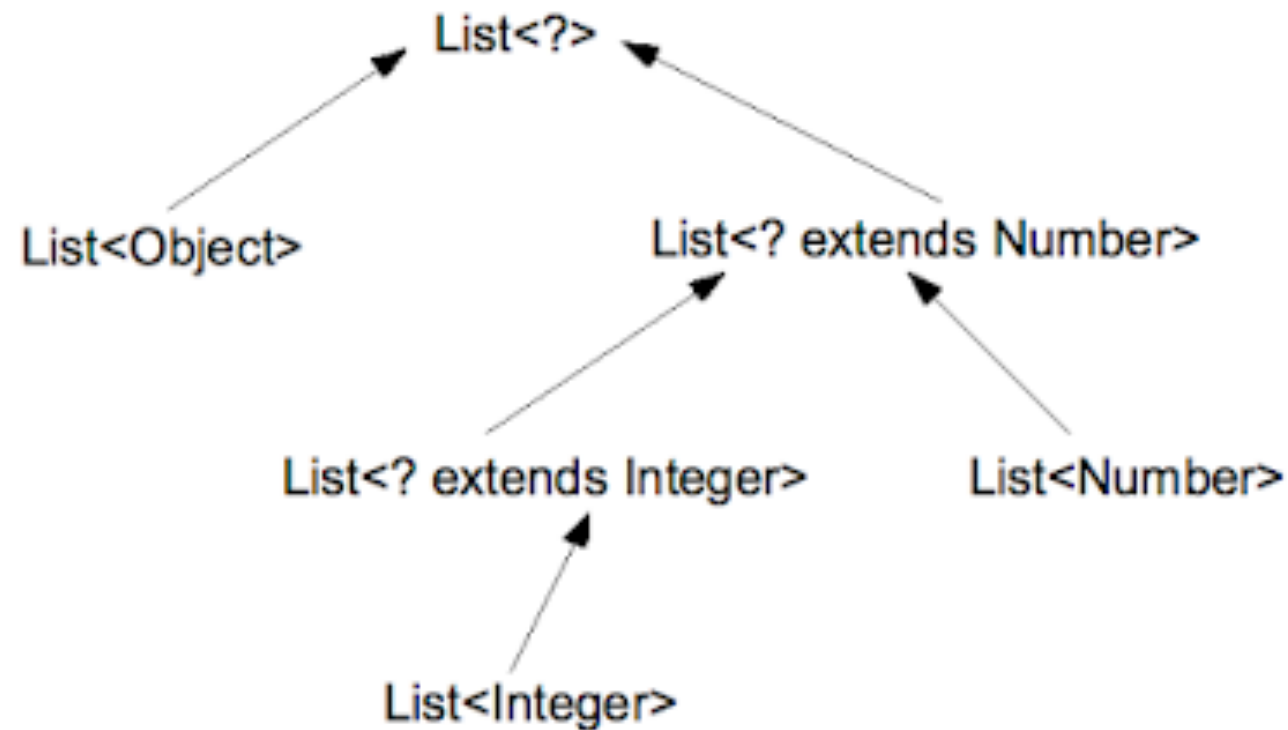 List<?>
List<Object>
List<? extends Number>
List<? extends Integer>
List<Number>
List<Integer>